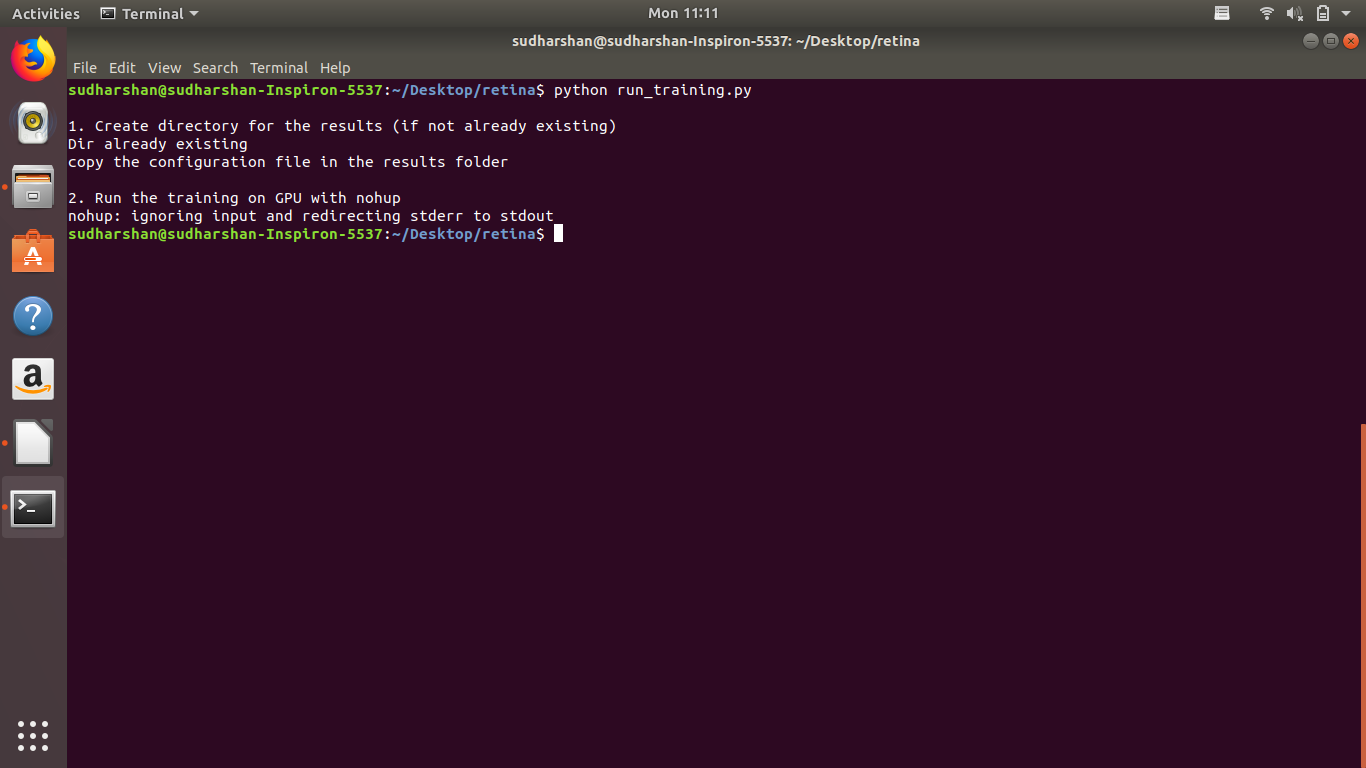 Activities Terminal Mon 11:11
sudharshan@sudharshan-Inspiron-5537: ~/Desktop/retina
File Edit View Search Terminal Help
sudharshan@sudharshan-Inspiron-5537:~/Desktop/retina$ python run_training.py
1. Create directory for the results (if not already existing)
Dir already existing
copy the configuration file in the results folder
2. Run the training on GPU with nohup
nohup: ignoring input and redirecting stderr to stdout
sudharshan@sudharshan-Inspiron-5537:~/Desktop/retina$